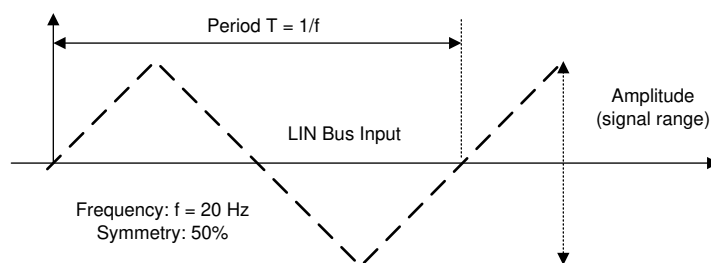 Period T = 1/f
LIN Bus Input
Amplitude
(signal range)
Frequency: f = 20 Hz
Symmetry: 50%